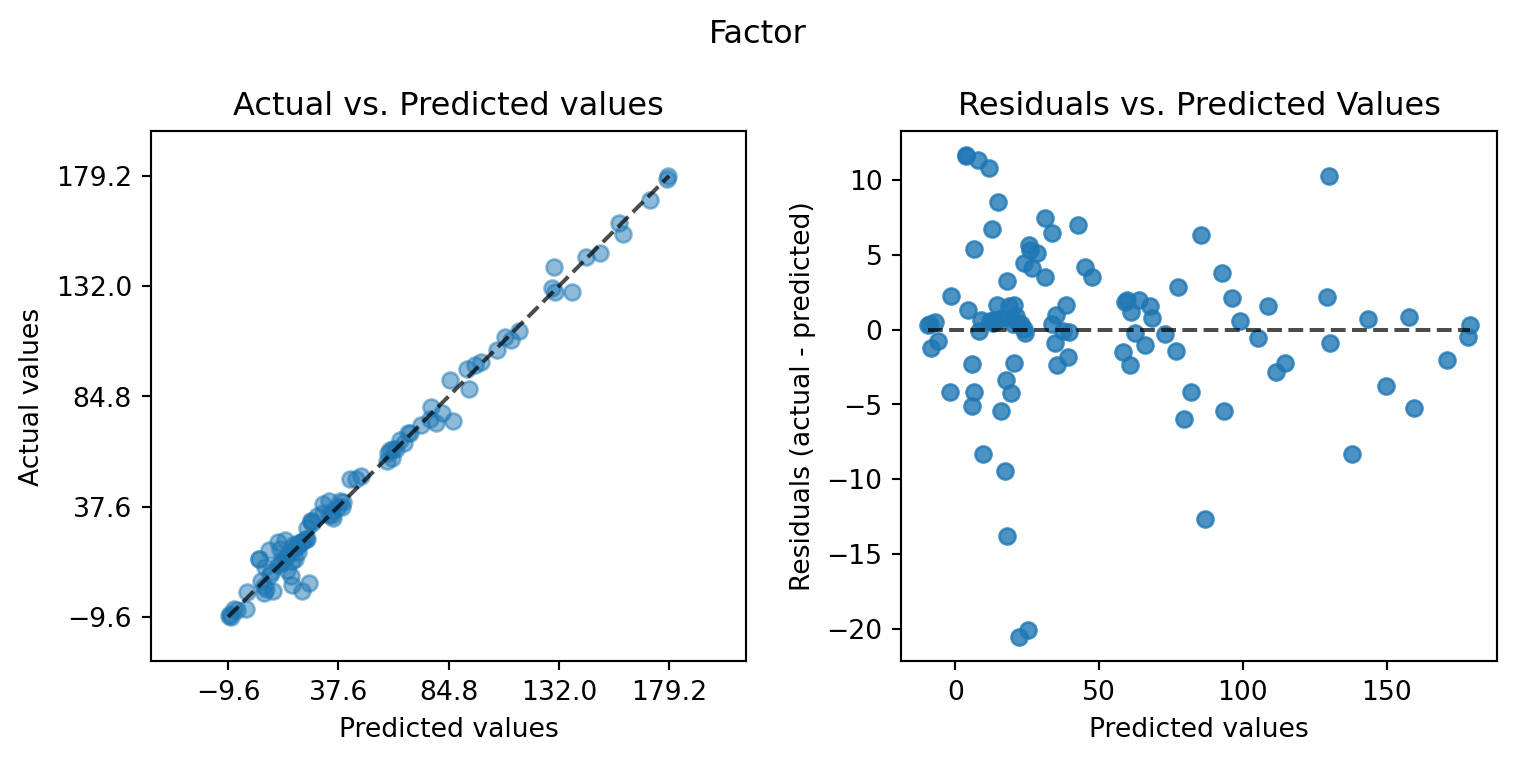 Factor
Actual vs. Predicted values
Actual values
179.2
132.0
84.8
37.6
−9.6
−9.6 37.6 84.8 132.0 179.2
Predicted values
Residuals vs. Predicted Values
Residuals (actual - predicted)
10
5
0
−5
−10
−15
−20
0 50 100 150
Predicted values